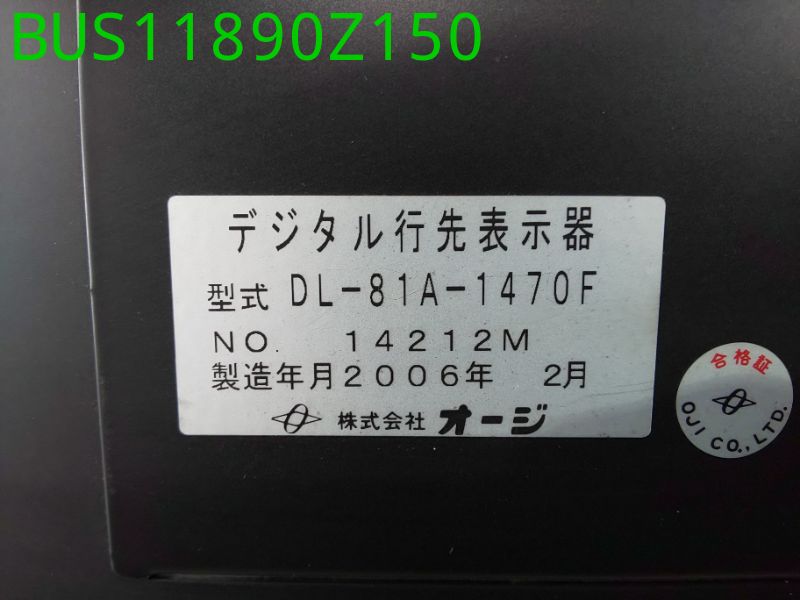 BUS11890Z150
デジタル行先表示器
型式 DL-81A-1470F
NO. 14212M
製造年月2006年 2月
株式会社 オージ
合格証
OJI CO.,LTD.